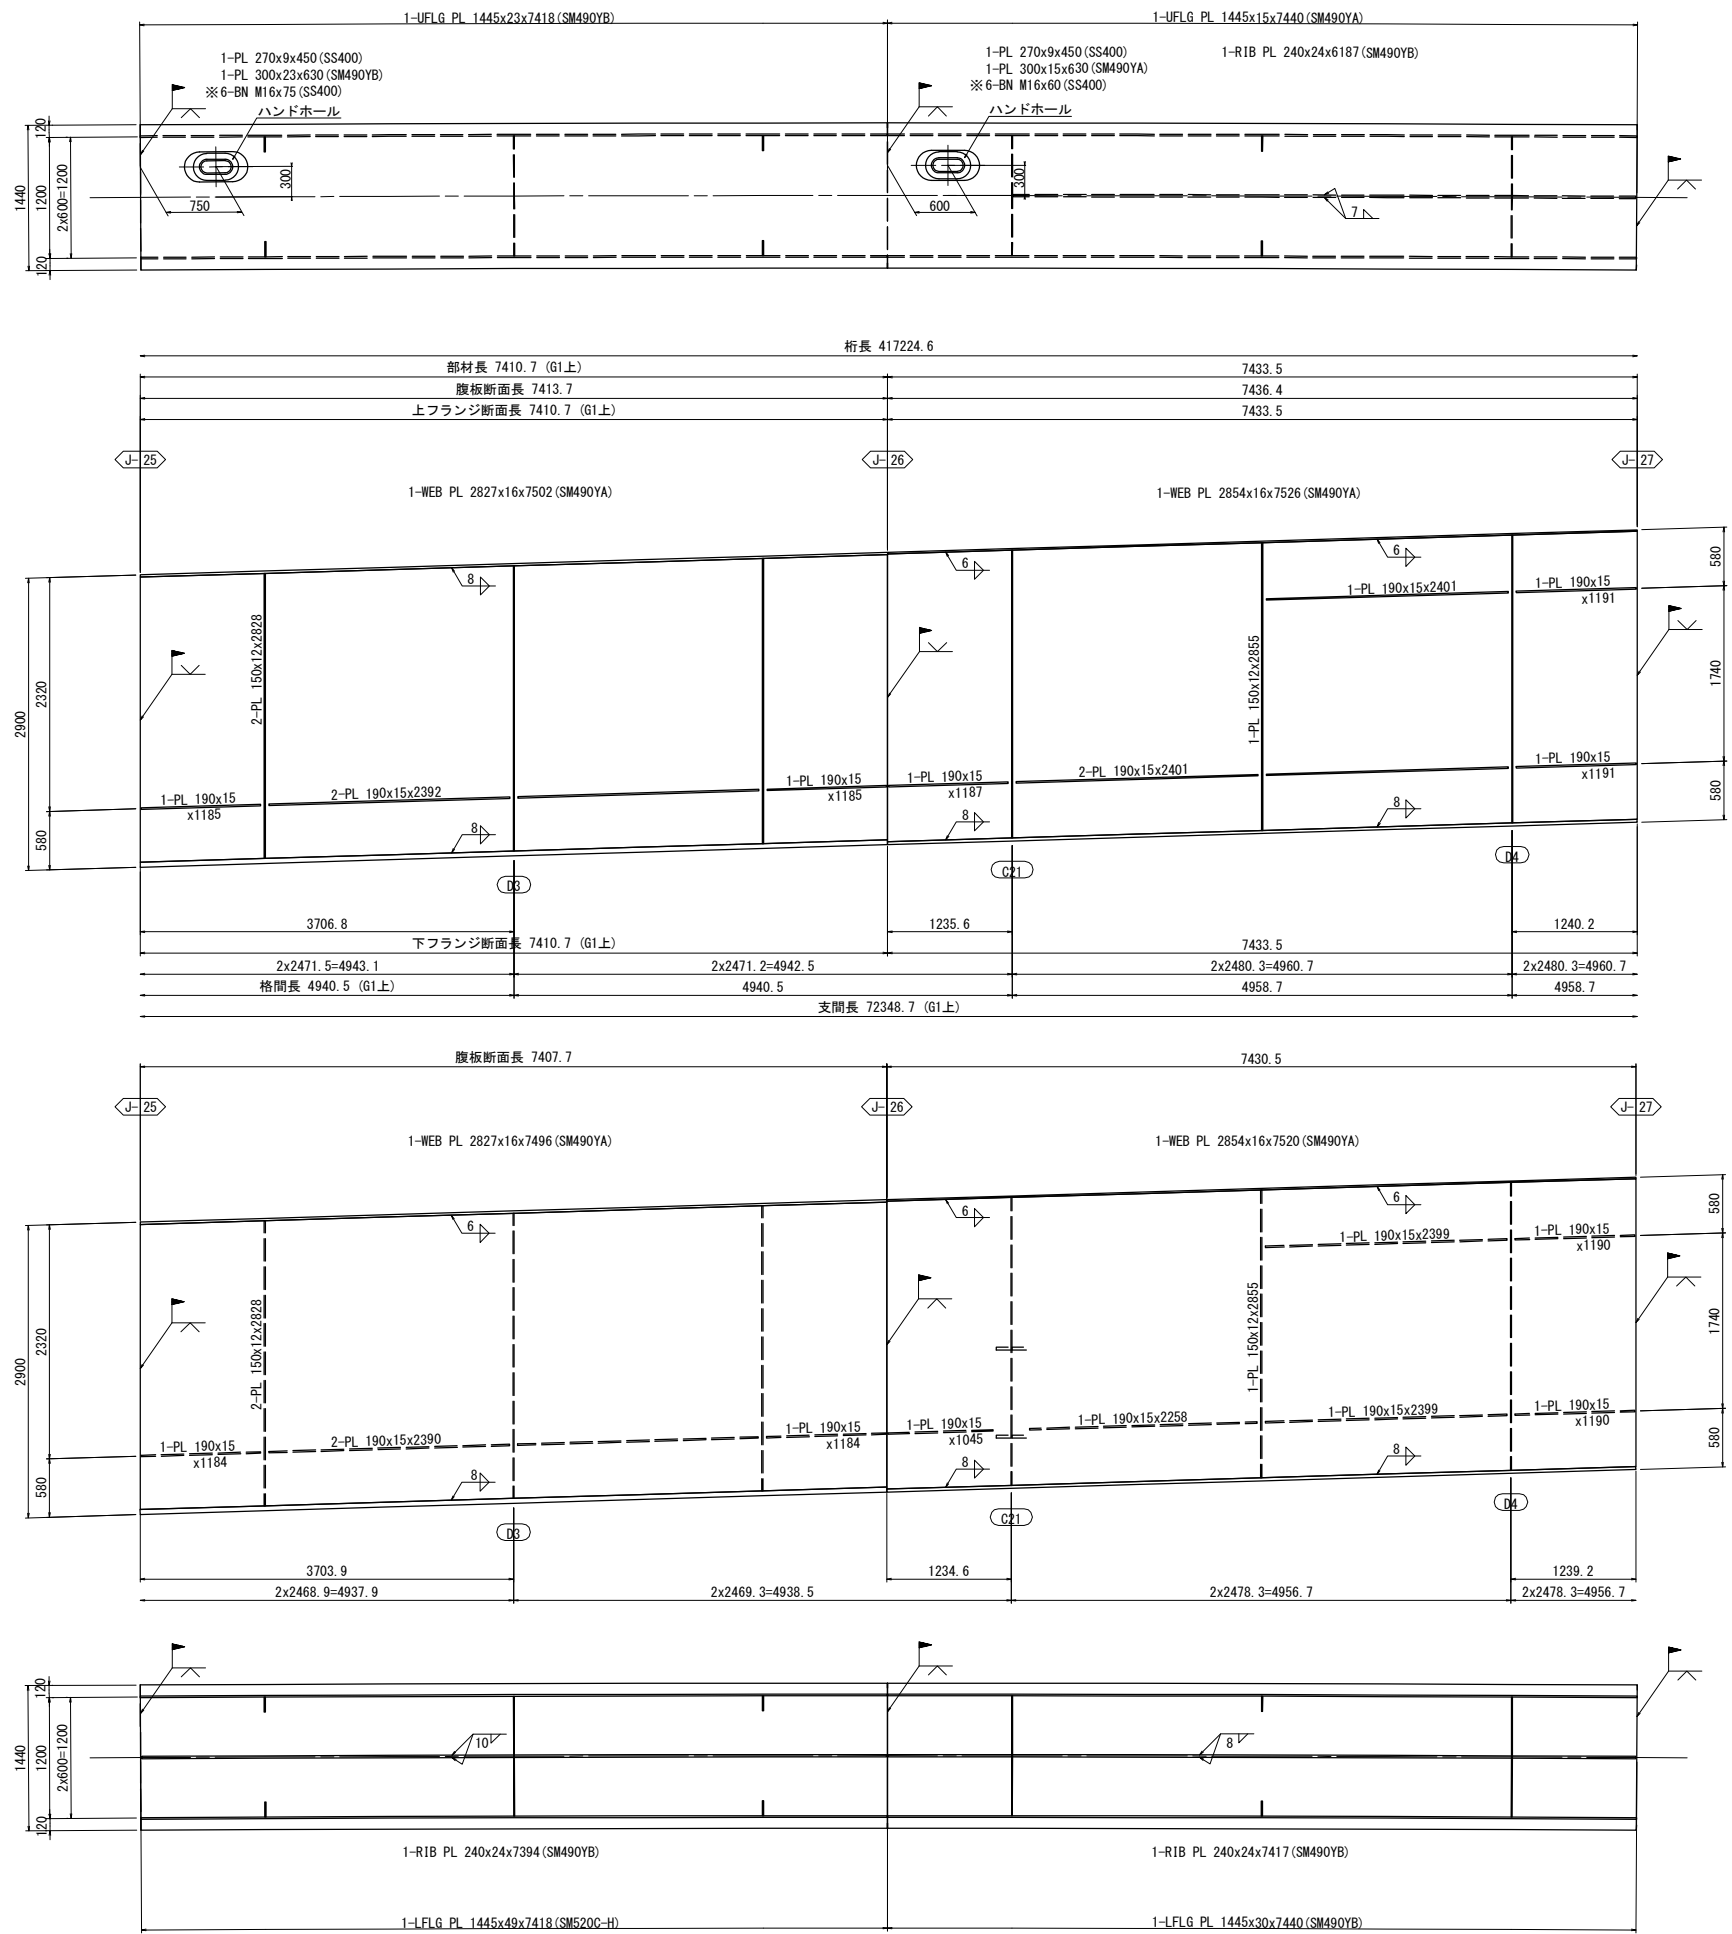 1-UFLG PL 1445x23x7418(SM490YB)
1-UFLG PL 1445x15x7440(SM490YA)
1-PL 270x9x450(SS400)
1-PL 300x23x630(SM490YB)
※6-BN M16x75(SS400)
ハンドホール
1-PL 270x9x450(SS400)
1-PL 300x15x630(SM490YA)
※6-BN M16x60(SS400)
ハンドホール
1-RIB PL 240x24x6187(SM490YB)
120
1440
1200
2x600=1200
120
300
750
300
600
7
桁長 417224.6
部材長 7410.7 (G1上)
7433.5
腹板断面長 7413.7
7436.4
上フランジ断面長 7410.7 (G1上)
7433.5
J- 25
J- 26
J- 27
1-WEB PL 2827x16x7502(SM490YA)
1-WEB PL 2854x16x7526(SM490YA)
8
6
6
580
1-PL 190x15x2401
1-PL 190x15
x1191
2-PL 150x12x2828
1-PL 150x12x2855
2900
2320
1740
1-PL 190x15
x1185
2-PL 190x15x2392
1-PL 190x15
x1185
1-PL 190x15
x1187
2-PL 190x15x2401
1-PL 190x15
x1191
580
580
8
8
8
D3
C21
D4
3706.8
1235.6
1240.2
下フランジ断面長 7410.7 (G1上)
7433.5
2x2471.5=4943.1
2x2471.2=4942.5
2x2480.3=4960.7
2x2480.3=4960.7
格間長 4940.5 (G1上)
4940.5
4958.7
4958.7
支間長 72348.7 (G1上)
腹板断面長 7407.7
7430.5
J- 25
J- 26
J- 27
1-WEB PL 2827x16x7496(SM490YA)
1-WEB PL 2854x16x7520(SM490YA)
6
6
6
580
1-PL 190x15x2399
1-PL 190x15
x1190
2-PL 150x12x2828
1-PL 150x12x2855
2900
2320
1740
1-PL 190x15
x1184
2-PL 190x15x2390
1-PL 190x15
x1184
1-PL 190x15
x1045
1-PL 190x15x2258
1-PL 190x15x2399
1-PL 190x15
x1190
580
580
8
8
8
D3
C21
D4
3703.9
1234.6
1239.2
2x2468.9=4937.9
2x2469.3=4938.5
2x2478.3=4956.7
2x2478.3=4956.7
120
1440
1200
2x600=1200
120
10
8
1-RIB PL 240x24x7394(SM490YB)
1-RIB PL 240x24x7417(SM490YB)
1-LFLG PL 1445x49x7418(SM520C-H)
1-LFLG PL 1445x30x7440(SM490YB)